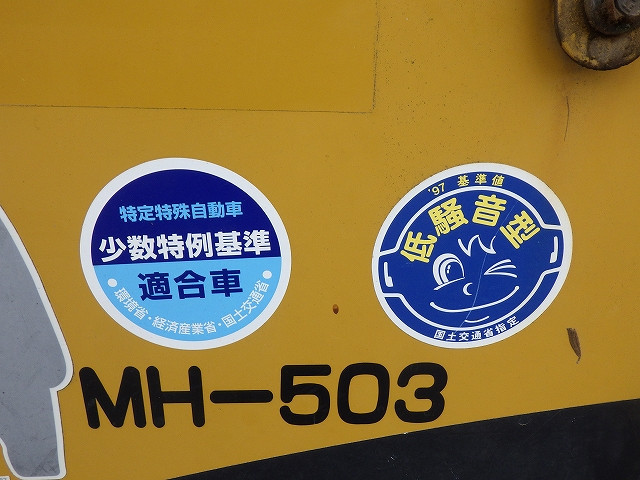 特定特殊自動車
少数特例基準
適合車
環境省・経済産業省・国土交通省
'97 基準値
低騒音型
国土交通省指定
MH-503